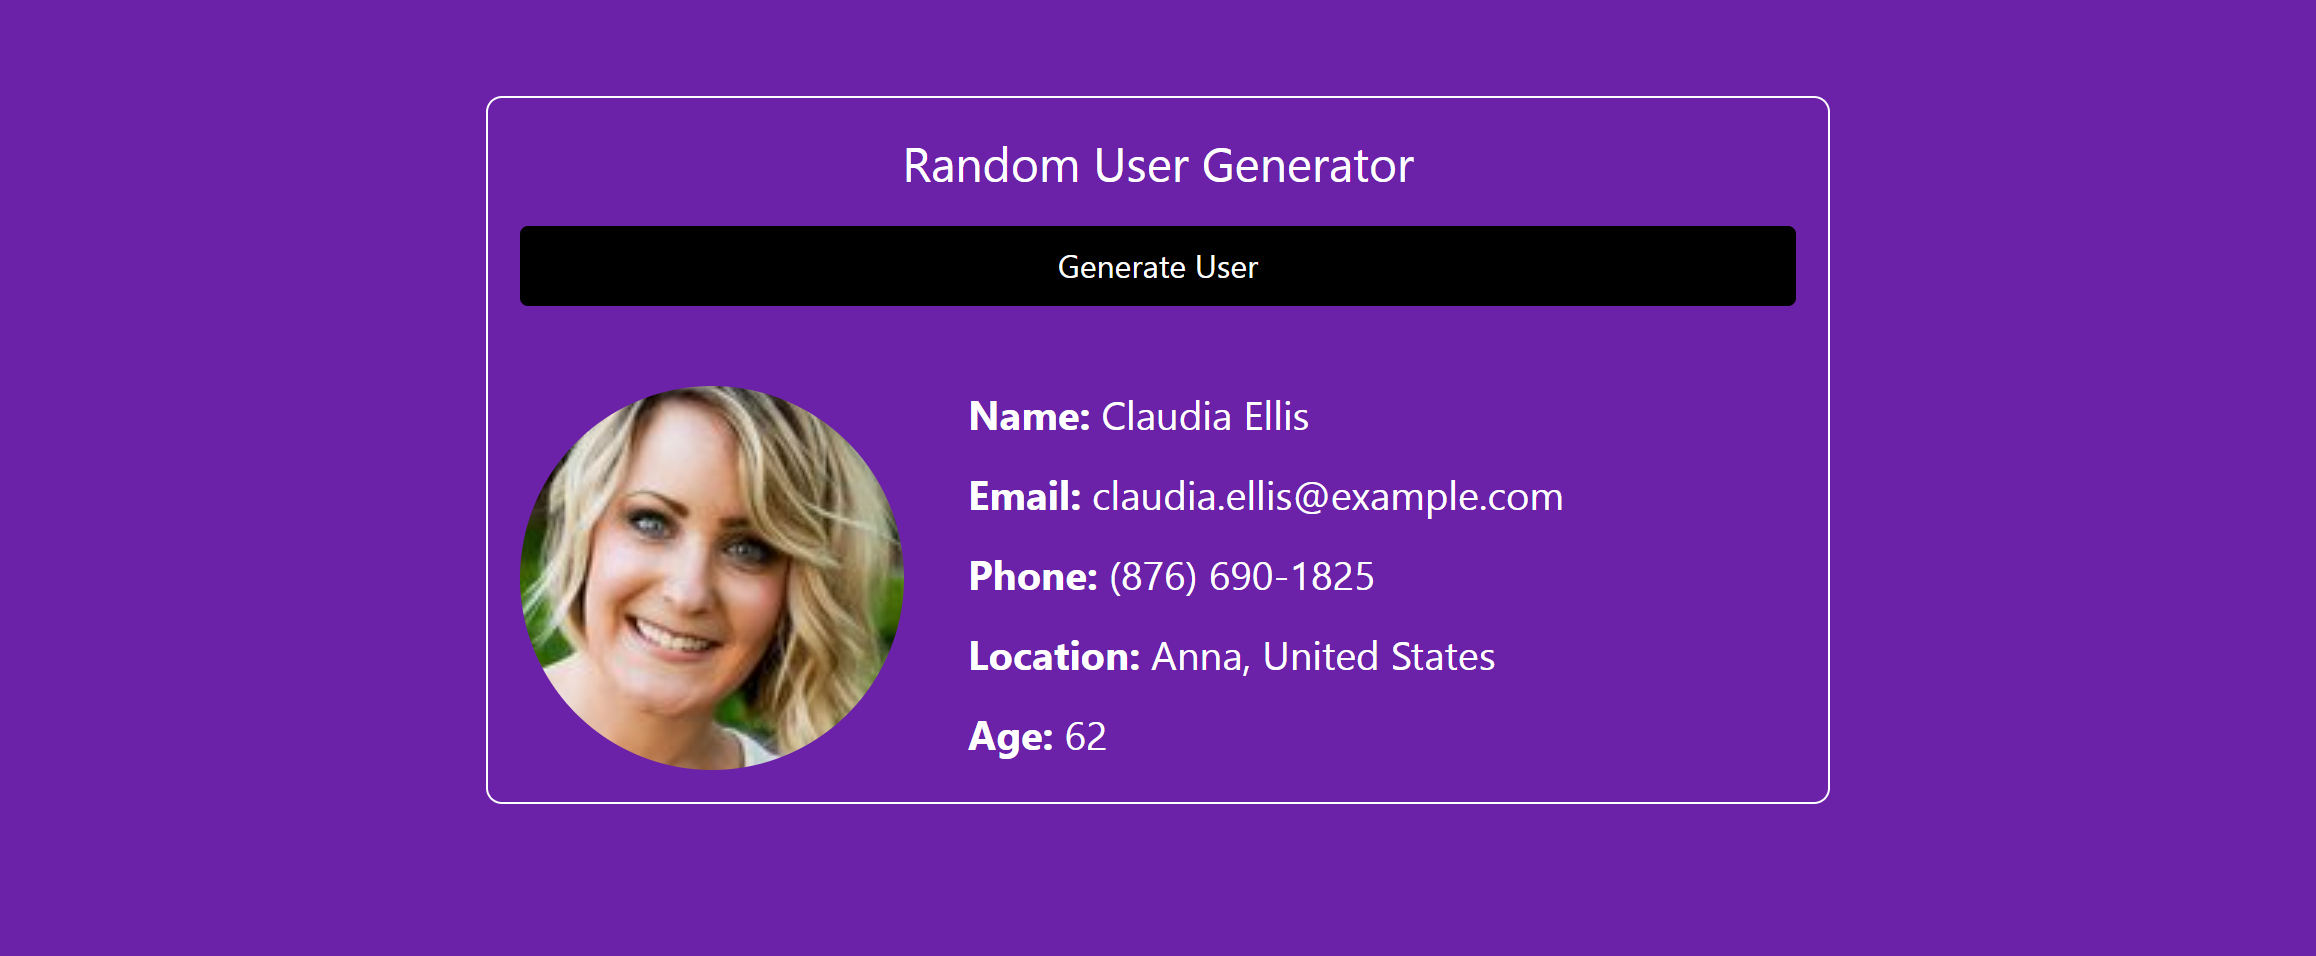 Random User Generator
Generate User
Name: Claudia Ellis
Email: claudia.ellis@example.com
Phone: (876) 690-1825
Location: Anna, United States
Age: 62